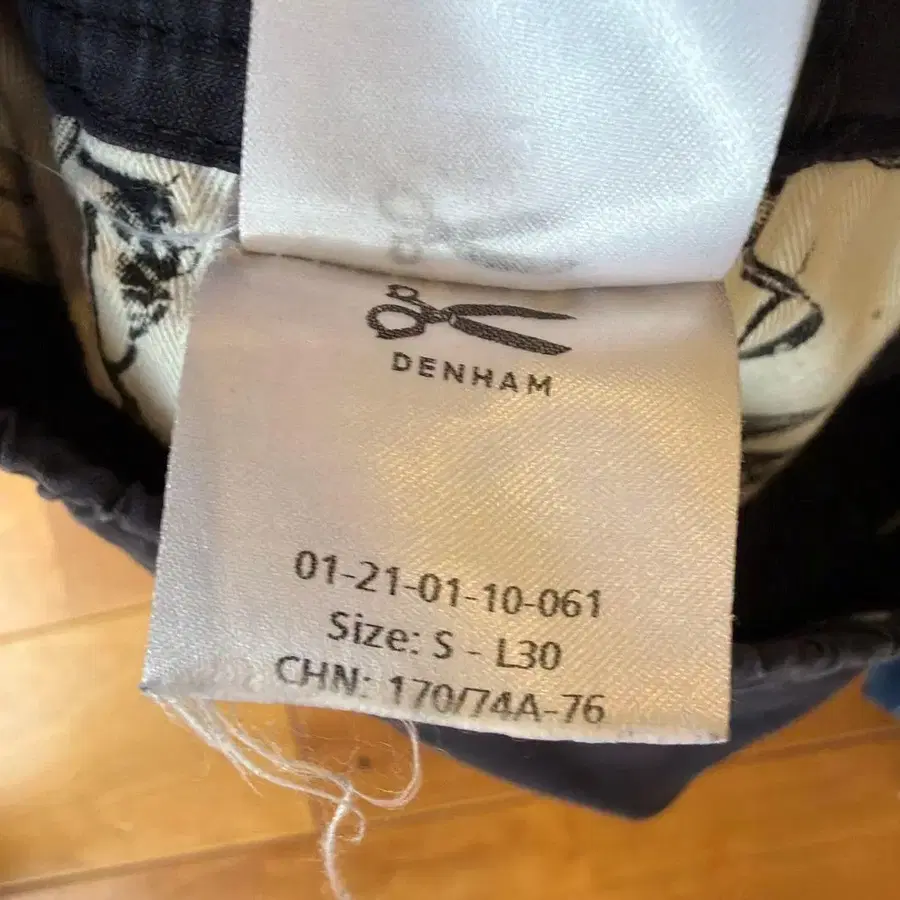 DENHAM
01-21-01-10-061
Size: S - L30
CHN: 170/74A-76